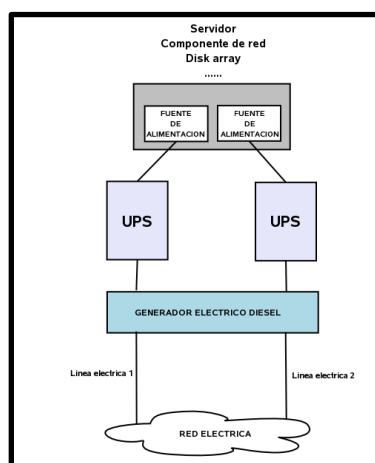 Servidor
Componente de red
Disk array
......
FUENTE
DE
ALIMENTACION
FUENTE
DE
ALIMENTACION
UPS
UPS
GENERADOR ELECTRICO DIESEL
Linea electrica 1
Linea electrica 2
RED ELECTRICA